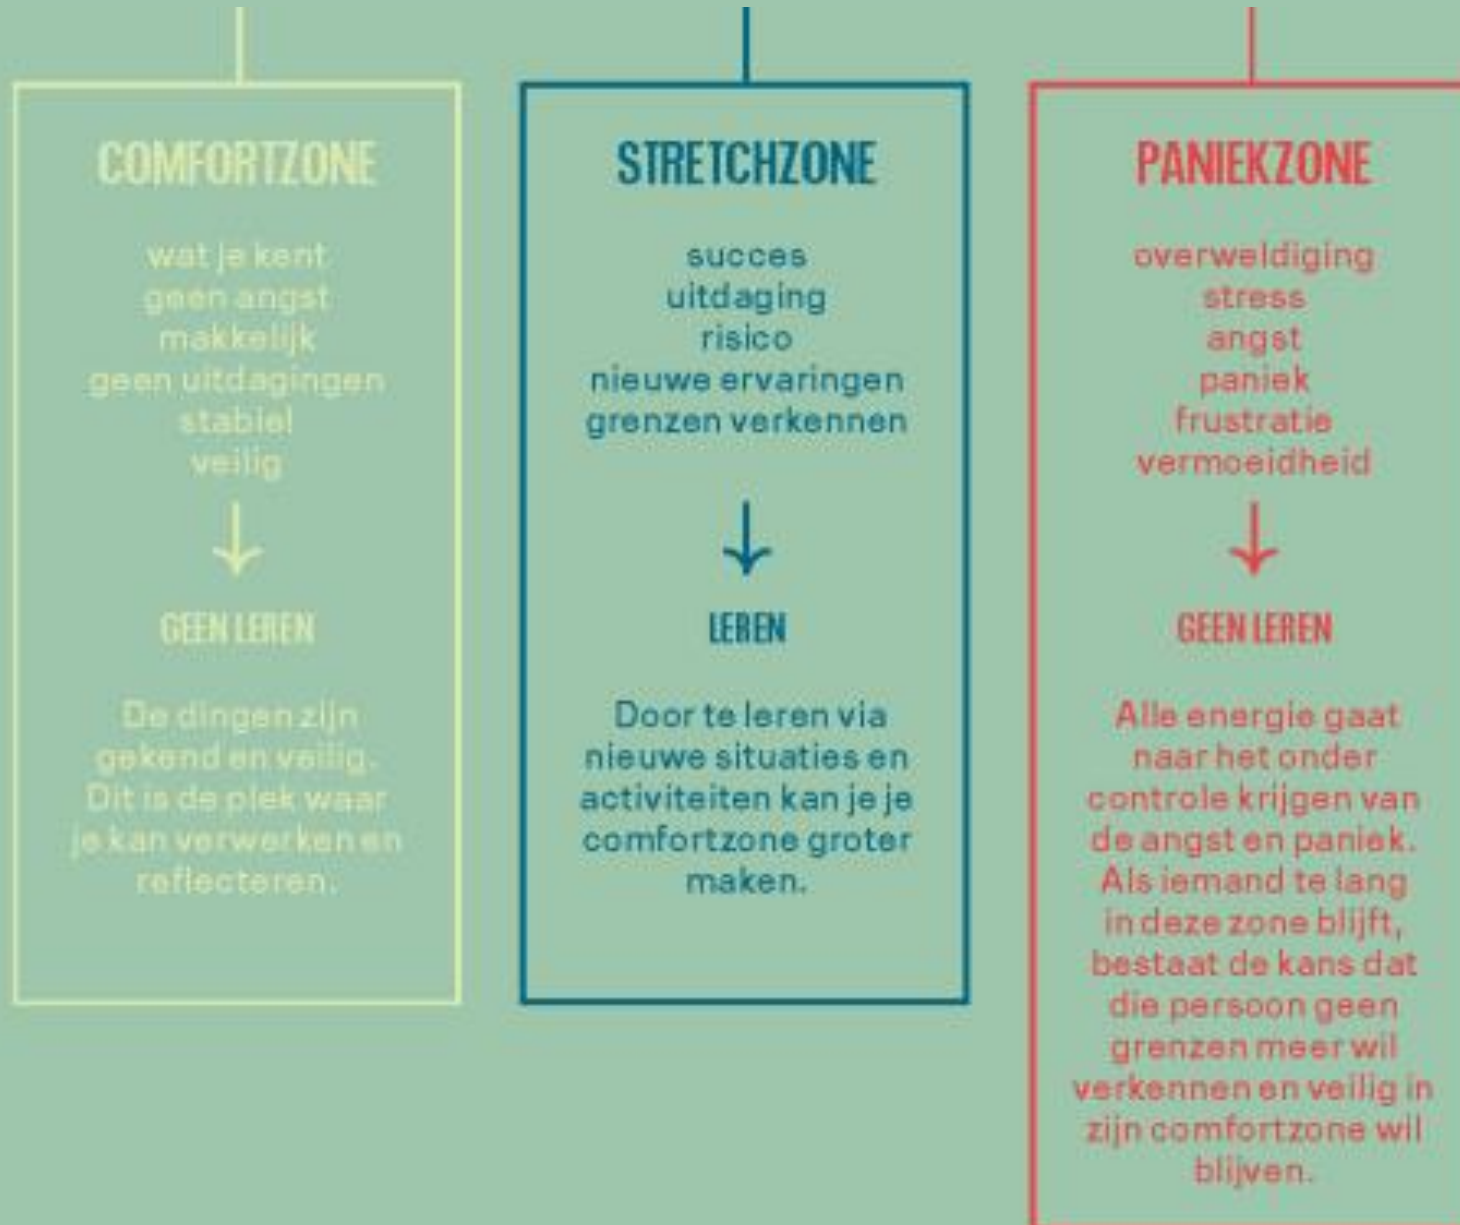 COMFORTZONE
wat je kent
geen angst
makkelijk
geen uitdagingen
stabiel
veilig
GEEN LEREN
De dingen zijn
gekend en veilig.
Dit is de plek waar
je kan verwerken en
reflecteren.
STRETCHZONE
succes
uitdaging
risico
nieuwe ervaringen
grenzen verkennen
LEREN
Door te leren via
nieuwe situaties en
activiteiten kan je je
comfortzone groter
maken.
PANIEKZONE
overweldiging
stress
angst
paniek
frustratie
vermoeidheid
GEEN LEREN
Alle energie gaat
naar het onder
controle krijgen van
de angst en paniek.
Als iemand te lang
in deze zone blijft,
bestaat de kans dat
die persoon geen
grenzen meer wil
verkennen en veilig in
zijn comfortzone wil
blijven.